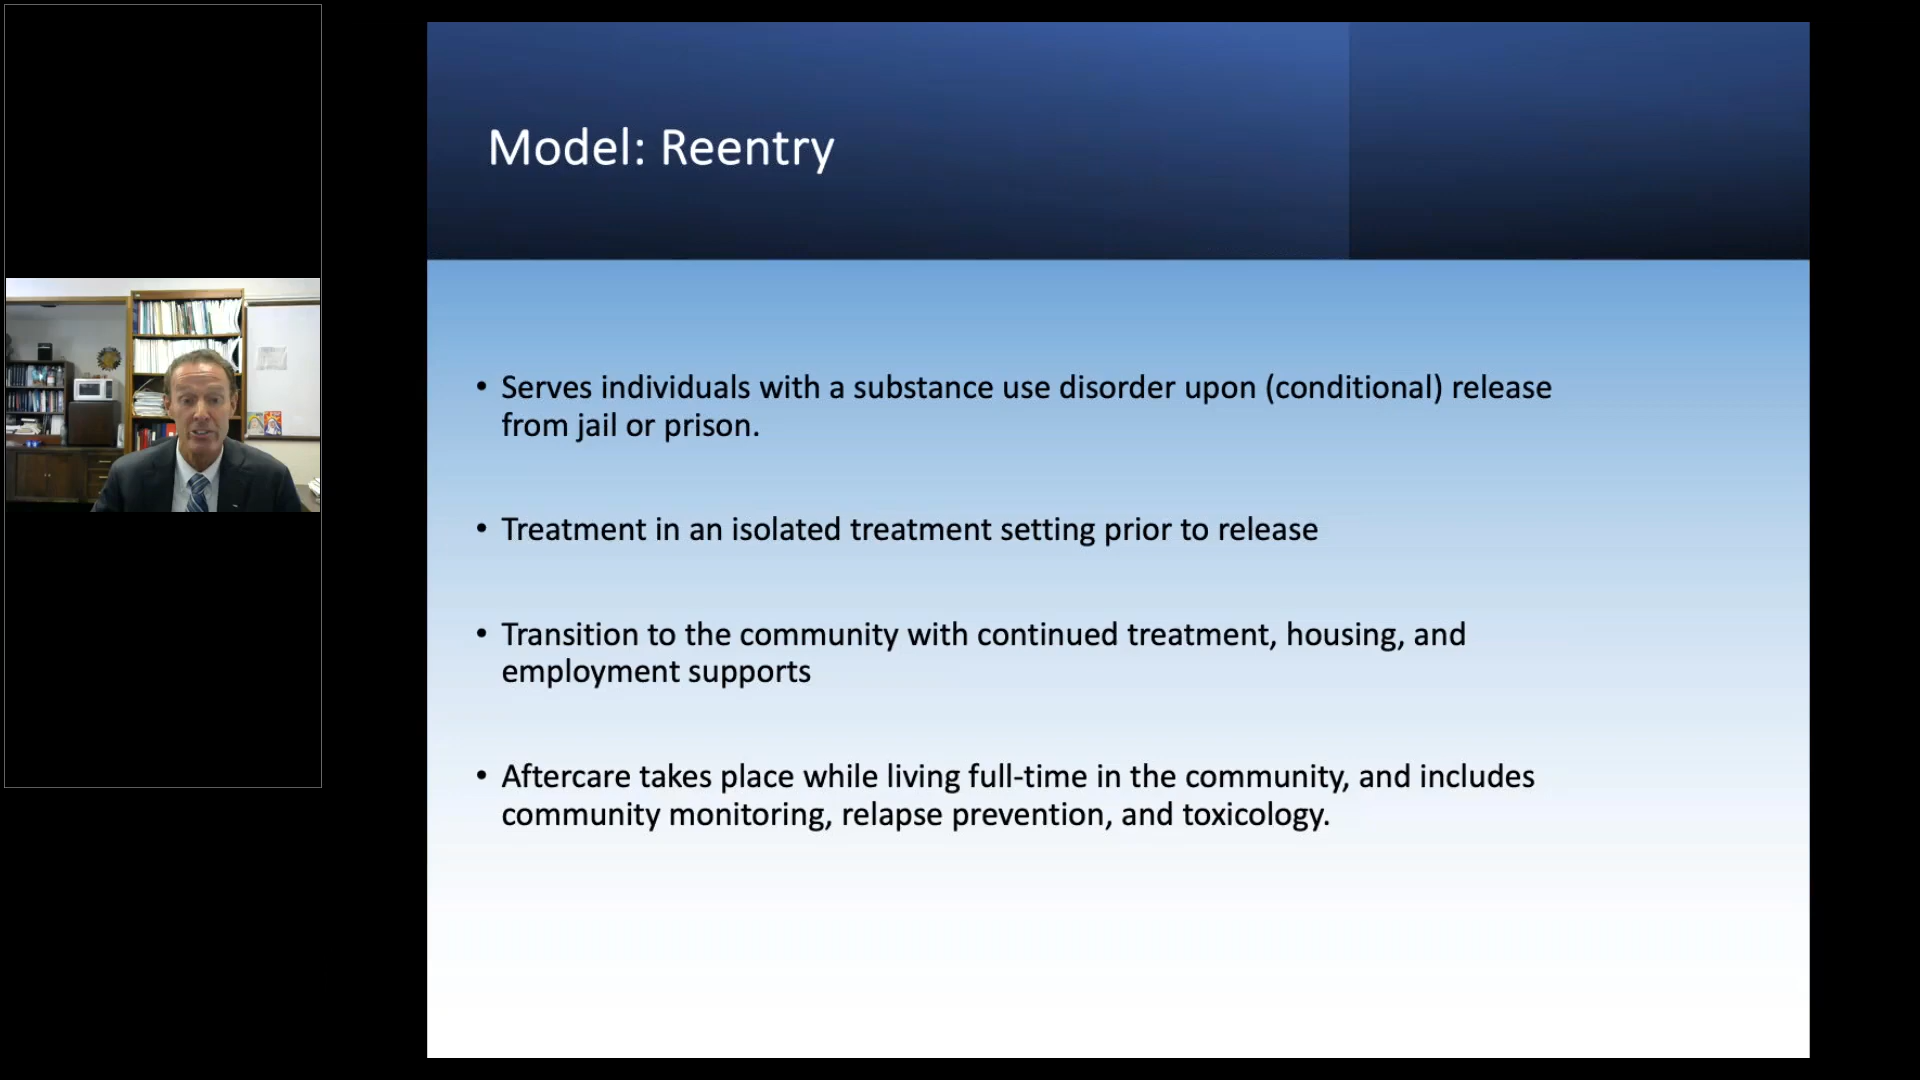 Model: Reentry
• Serves individuals with a substance use disorder upon (conditional) release
from jail or prison.
• Treatment in an isolated treatment setting prior to release
• Transition to the community with continued treatment, housing, and
employment supports
• Aftercare takes place while living full-time in the community, and includes
community monitoring, relapse prevention, and toxicology.